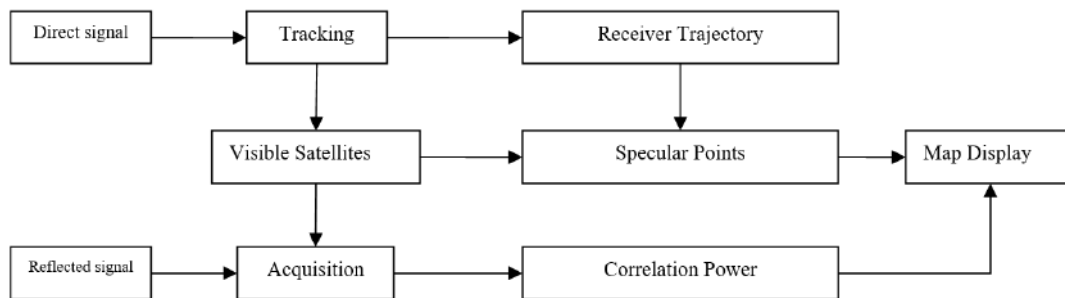 Direct signal
Tracking
Receiver Trajectory
Visible Satellites
Specular Points
Map Display
Reflected signal
Acquisition
Correlation Power